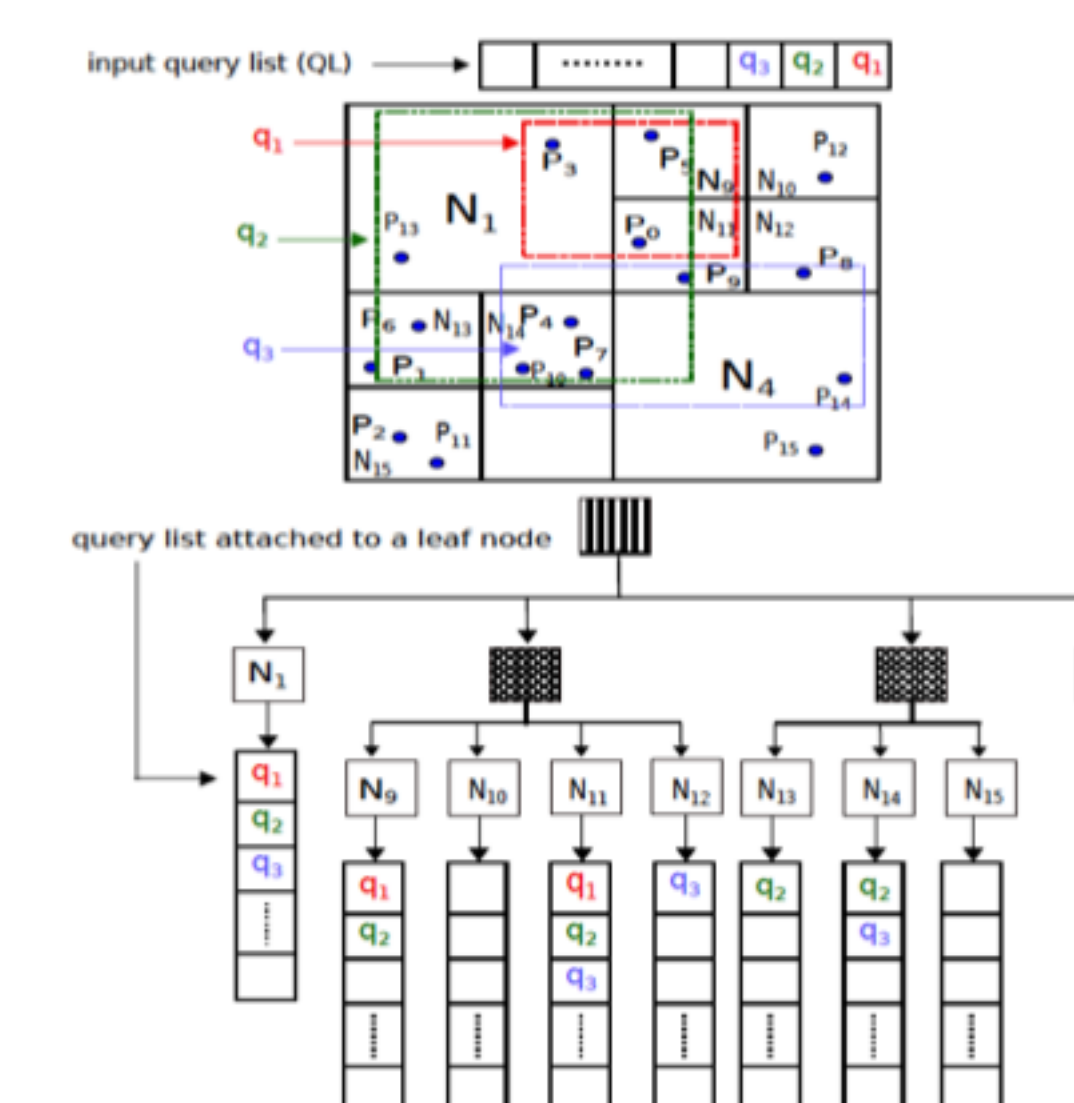 input query list (QL) ........ q3 q2 q1
q1
P3 P5 P12
N9 N10
N1
P13 P0 N11 N12
q2
P9 P8
P6 N13 N14 P4
q3
P7
P1 P10 N4
P14
P2 P11 P15
N15
query list attached to a leaf node
N1
q1
q2
q3
N9 N10 N11 N12 N13 N14 N15
q1 q1 q3 q2 q2
q2 q2 q3
q3